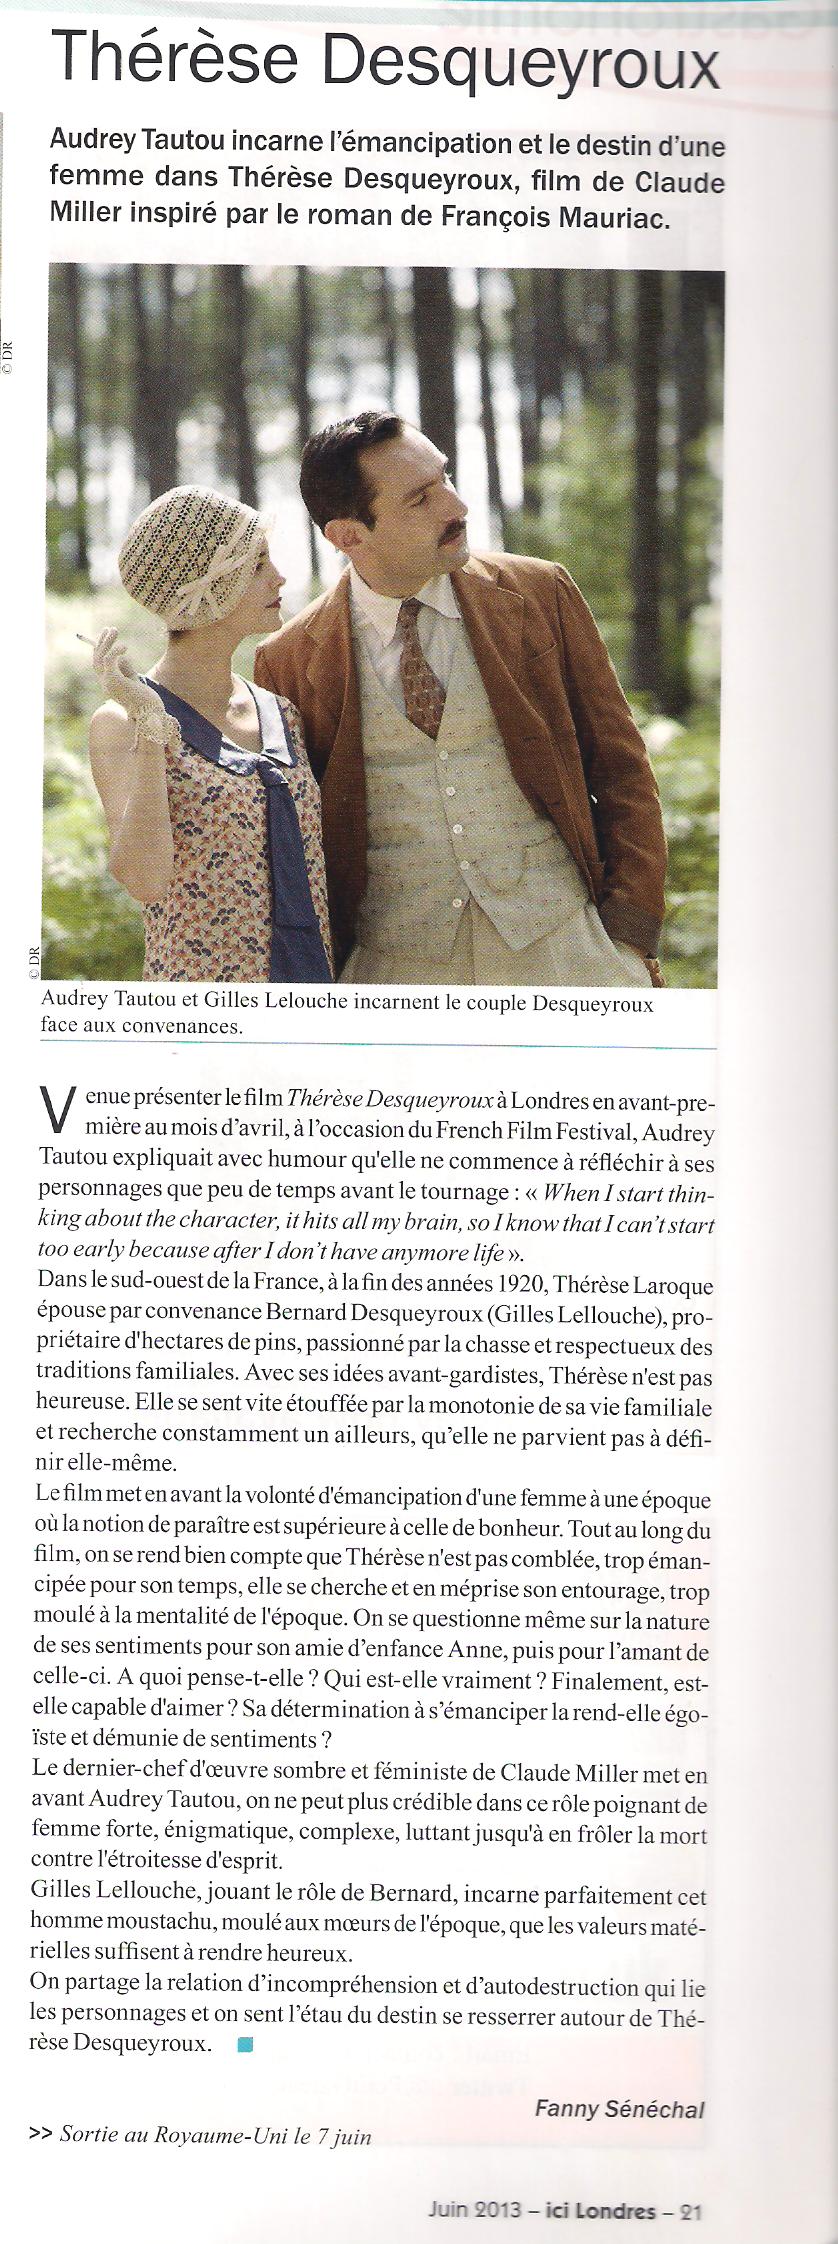 © DR
Thérèse Desqueyroux
Audrey Tautou incarne l'émancipation et le destin d'une
femme dans Thérèse Desqueyroux, film de Claude
Miller inspiré par le roman de François Mauriac.
© DR
Audrey Tautou et Gilles Lelouche incarnent le couple Desqueyroux
face aux convenances.
Venue présenter le film Thérèse Desqueyroux à Londres en avant-pre-
mière au mois d'avril, à l'occasion du French Film Festival, Audrey
Tautou expliquait avec humour qu'elle ne commence à réfléchir à ses
personnages que peu de temps avant le tournage : « When I start thin-
king about the character, it hits all my brain, so I know that I can't start
too early because after I don't have anymore life ».
Dans le sud-ouest de la France, à la fin des années 1920, Thérèse Laroque
épouse par convenance Bernard Desqueyroux (Gilles Lellouche), pro-
priétaire d'hectares de pins, passionné par la chasse et respectueux des
traditions familiales. Avec ses idées avant-gardistes, Thérèse n'est pas
heureuse. Elle se sent vite étouffée par la monotonie de sa vie familiale
et recherche constamment un ailleurs, qu'elle ne parvient pas à défi-
nir elle-même.
Le film met en avant la volonté d'émancipation d'une femme à une époque
où la notion de paraître est supérieure à celle de bonheur. Tout au long du
film, on se rend bien compte que Thérèse n'est pas comblée, trop éman-
cipée pour son temps, elle se cherche et en méprise son entourage, trop
moulé à la mentalité de l'époque. On se questionne même sur la nature
de ses sentiments pour son amie d'enfance Anne, puis pour l'amant de
celle-ci. A quoi pense-t-elle ? Qui est-elle vraiment ? Finalement, est-
elle capable d'aimer ? Sa détermination à s'émanciper la rend-elle égo-
ïste et démunie de sentiments ?
Le dernier-chef d'œuvre sombre et féministe de Claude Miller met en
avant Audrey Tautou, on ne peut plus crédible dans ce rôle poignant de
femme forte, énigmatique, complexe, luttant jusqu'à en frôler la mort
contre l'étroitesse d'esprit.
Gilles Lellouche, jouant le rôle de Bernard, incarne parfaitement cet
homme moustachu, moulé aux mœurs de l'époque, que les valeurs maté-
rielles suffisent à rendre heureux.
On partage la relation d'incompréhension et d'autodestruction qui lie
les personnages et on sent l'étau du destin se resserrer autour de Thé-
rèse Desqueyroux.
Fanny Sénéchal
>> Sortie au Royaume-Uni le 7 juin
Juin 2013 – ici Londres – 21